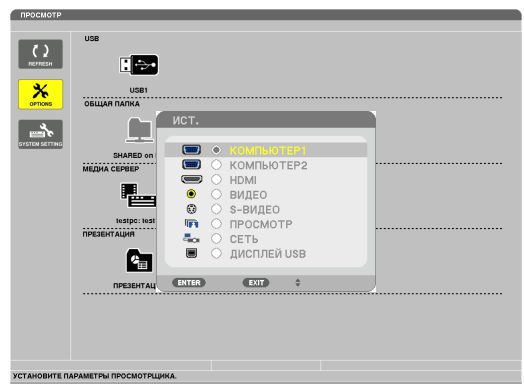 ПРОСМОТР
USB
REFRESH
USB1
OPTIONS
ОБЩАЯ ПАПКА
ИСТ.
SYSTEM SETTING
SHARED on
МЕДИА СЕРВЕР
КОМПЬЮТЕР1
КОМПЬЮТЕР2
HDMI
ВИДЕО
S-ВИДЕО
ПРОСМОТР
СЕТЬ
ДИСПЛЕЙ USB
testpc: test
ПРЕЗЕНТАЦИЯ
ПРЕЗЕНТАЦ
ENTER
EXIT
УСТАНОВИТЕ ПАРАМЕТРЫ ПРОСМОТРЩИКА.